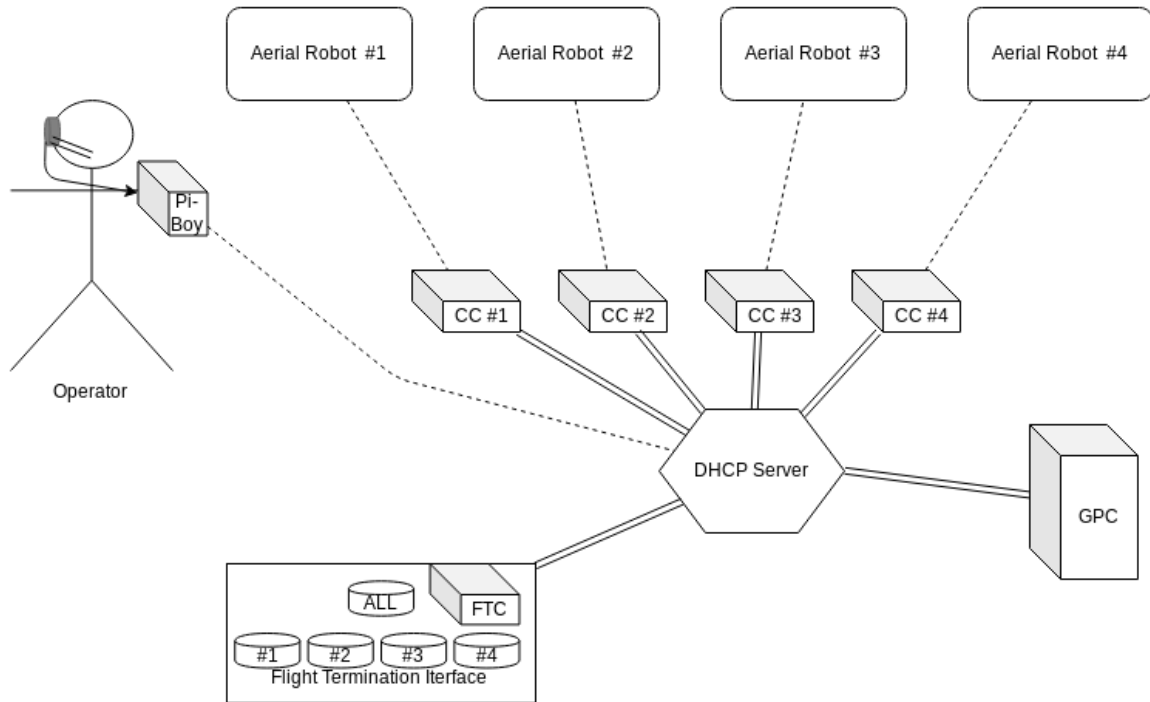 Aerial Robot #1
Aerial Robot #2
Aerial Robot #3
Aerial Robot #4
Pi-
Boy
CC #1
CC #2
CC #3
CC #4
Operator
DHCP Server
GPC
ALL
FTC
#1
#2
#3
#4
Flight Termination Iterface